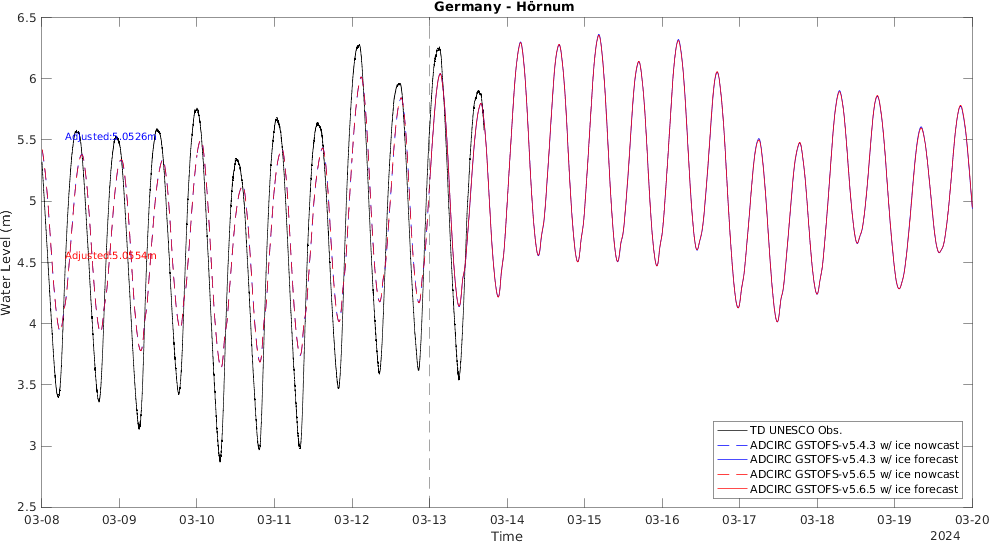 Germany - Hörnum
6.5
6
5.5
5
4.5
4
3.5
3
2.5
Water Level (m)
Adjusted:5.0526m
Adjusted:5.0554m
TD UNESCO Obs.
ADCIRC GSTOFS-v5.4.3 w/ ice nowcast
ADCIRC GSTOFS-v5.4.3 w/ ice forecast
ADCIRC GSTOFS-v5.6.5 w/ ice nowcast
ADCIRC GSTOFS-v5.6.5 w/ ice forecast
03-08 03-09 03-10 03-11 03-12 03-13 03-14 03-15 03-16 03-17 03-18 03-19 03-20
Time
2024